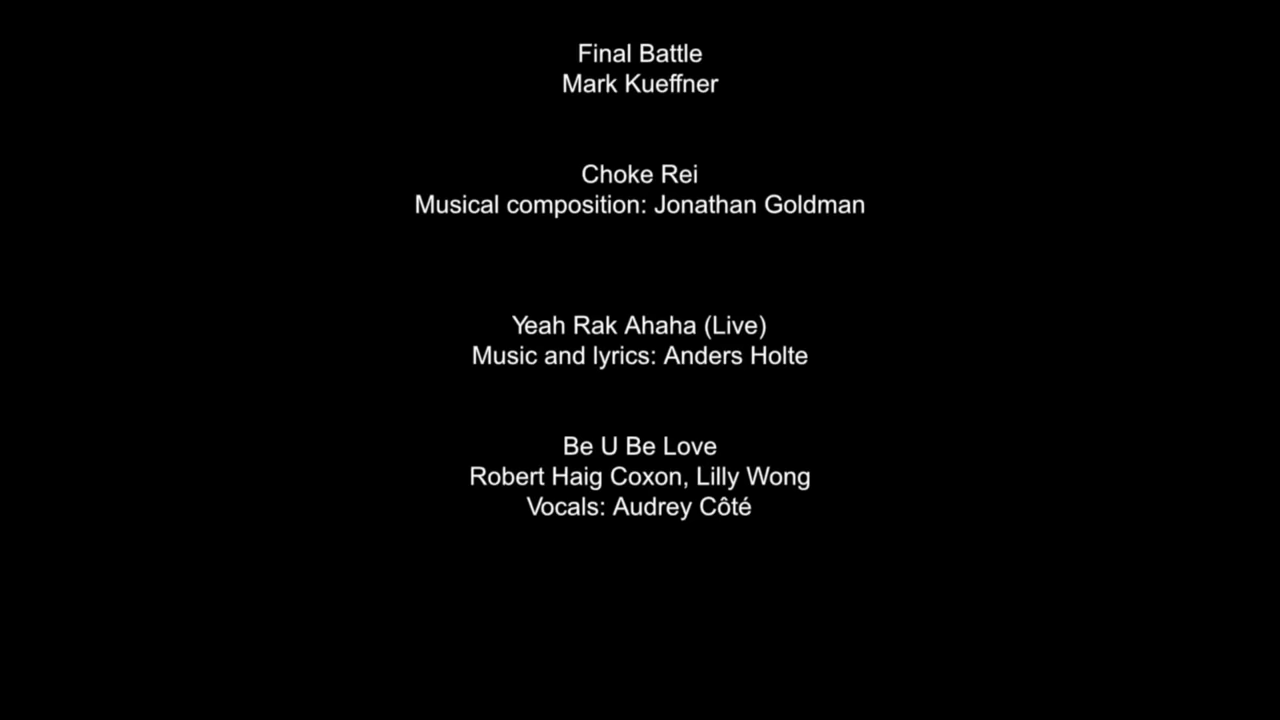 Final Battle
Mark Kueffner
Choke Rei
Musical composition: Jonathan Goldman
Yeah Rak Ahaha (Live)
Music and lyrics: Anders Holte
Be U Be Love
Robert Haig Coxon, Lilly Wong
Vocals: Audrey Côté